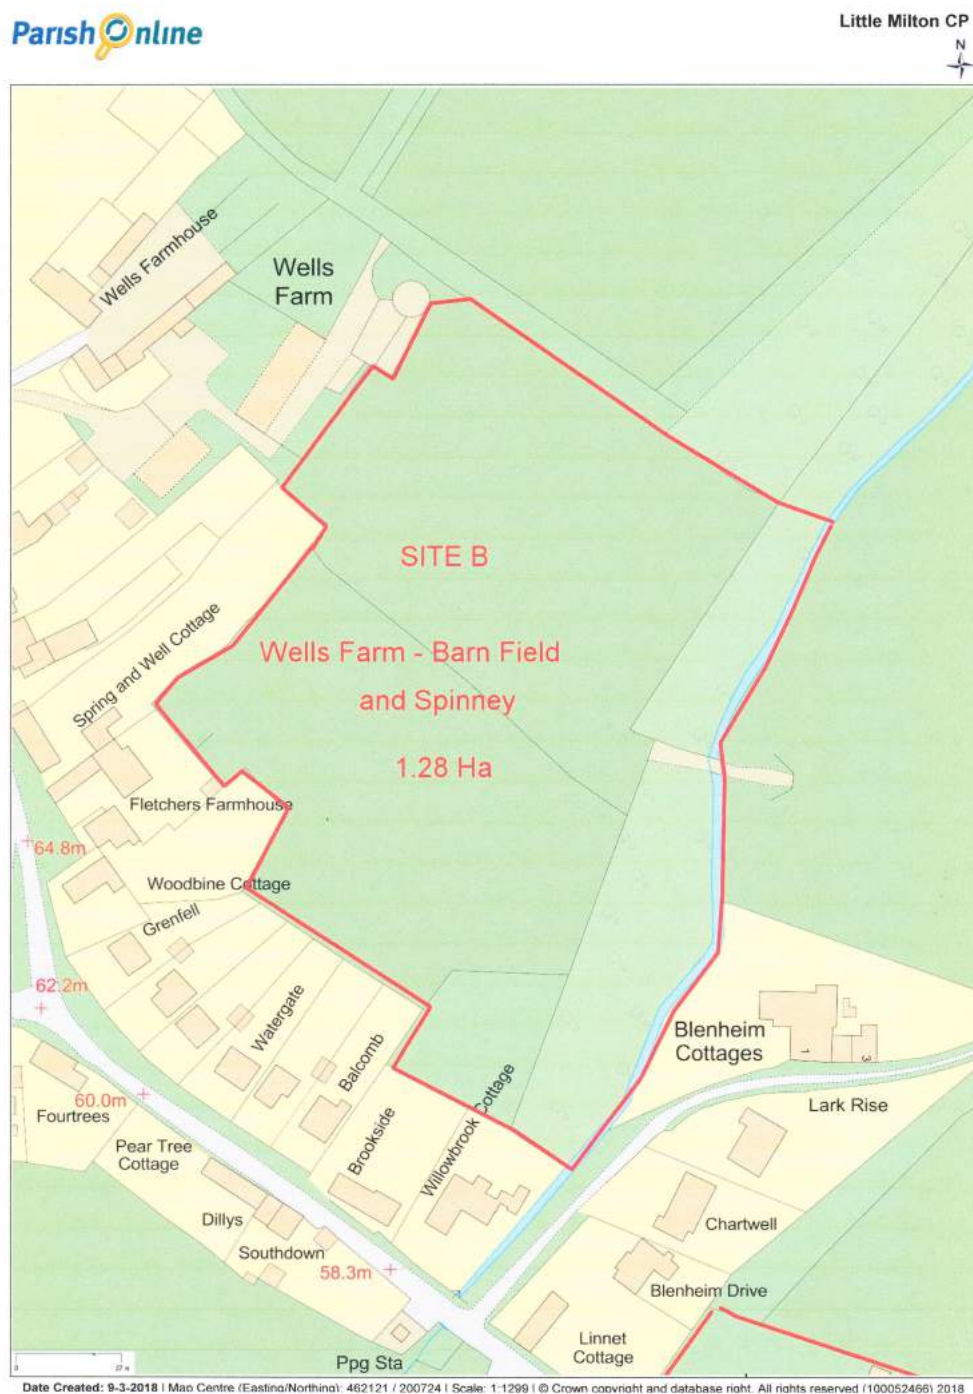 Parish Online
Little Milton CP
N
Wells Farmhouse
Wells
Farm
SITE B
Wells Farm - Barn Field
and Spinney
1.28 Ha
Spring and Well Cottage
Fletchers Farmhouse
64.8m
Woodbine Cottage
Grenfell
62.2m
Watergate
Balcomb
Blenheim
Cottages
1
3
60.0m
Fourtrees
Lark Rise
Pear Tree
Cottage
Brookside
Willowbrook Cottage
Dillys
Chartwell
Southdown
58.3m
Blenheim Drive
Linnet
Cottage
Ppg Sta
Date Created: 9-3-2018 | Map Centre (Easting/Northing): 462121 / 200724 | Scale: 1:1299 | © Crown copyright and database right. All rights reserved (100052466) 2018